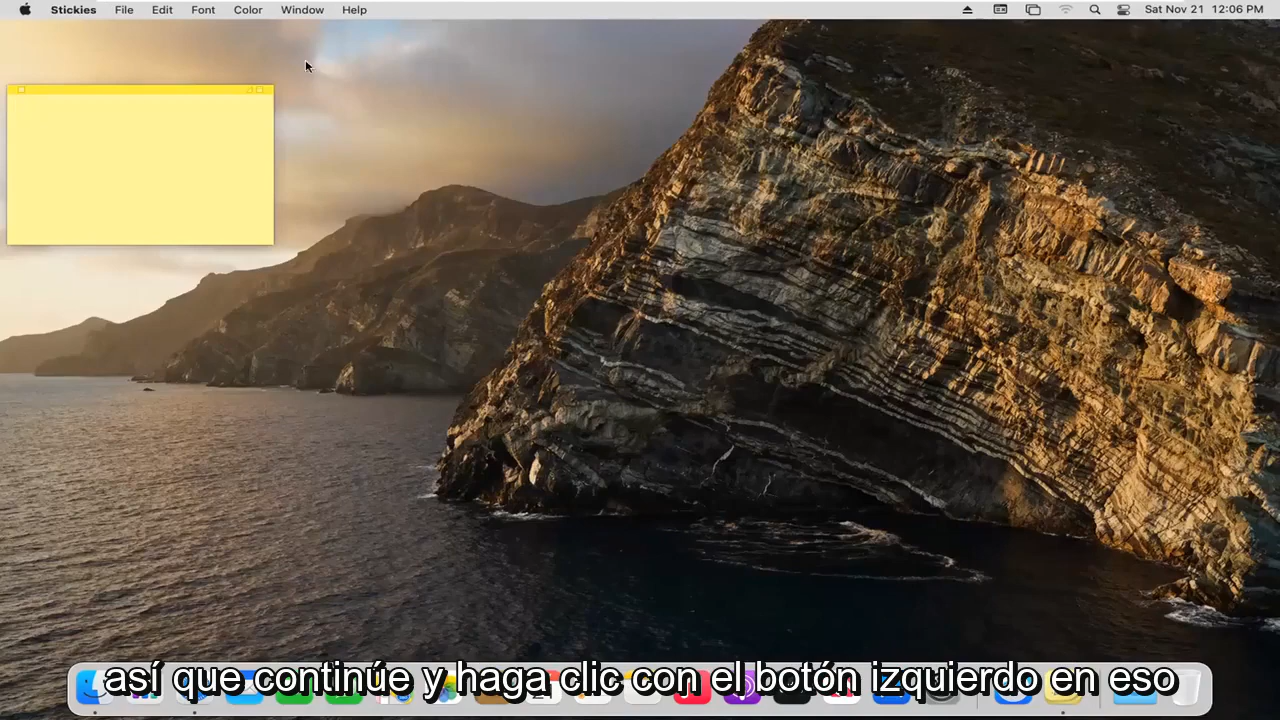 Stickies File Edit Font Color Window Help Sat Nov 21 12:06 PM
así que continúe y haga clic con el botón izquierdo en eso